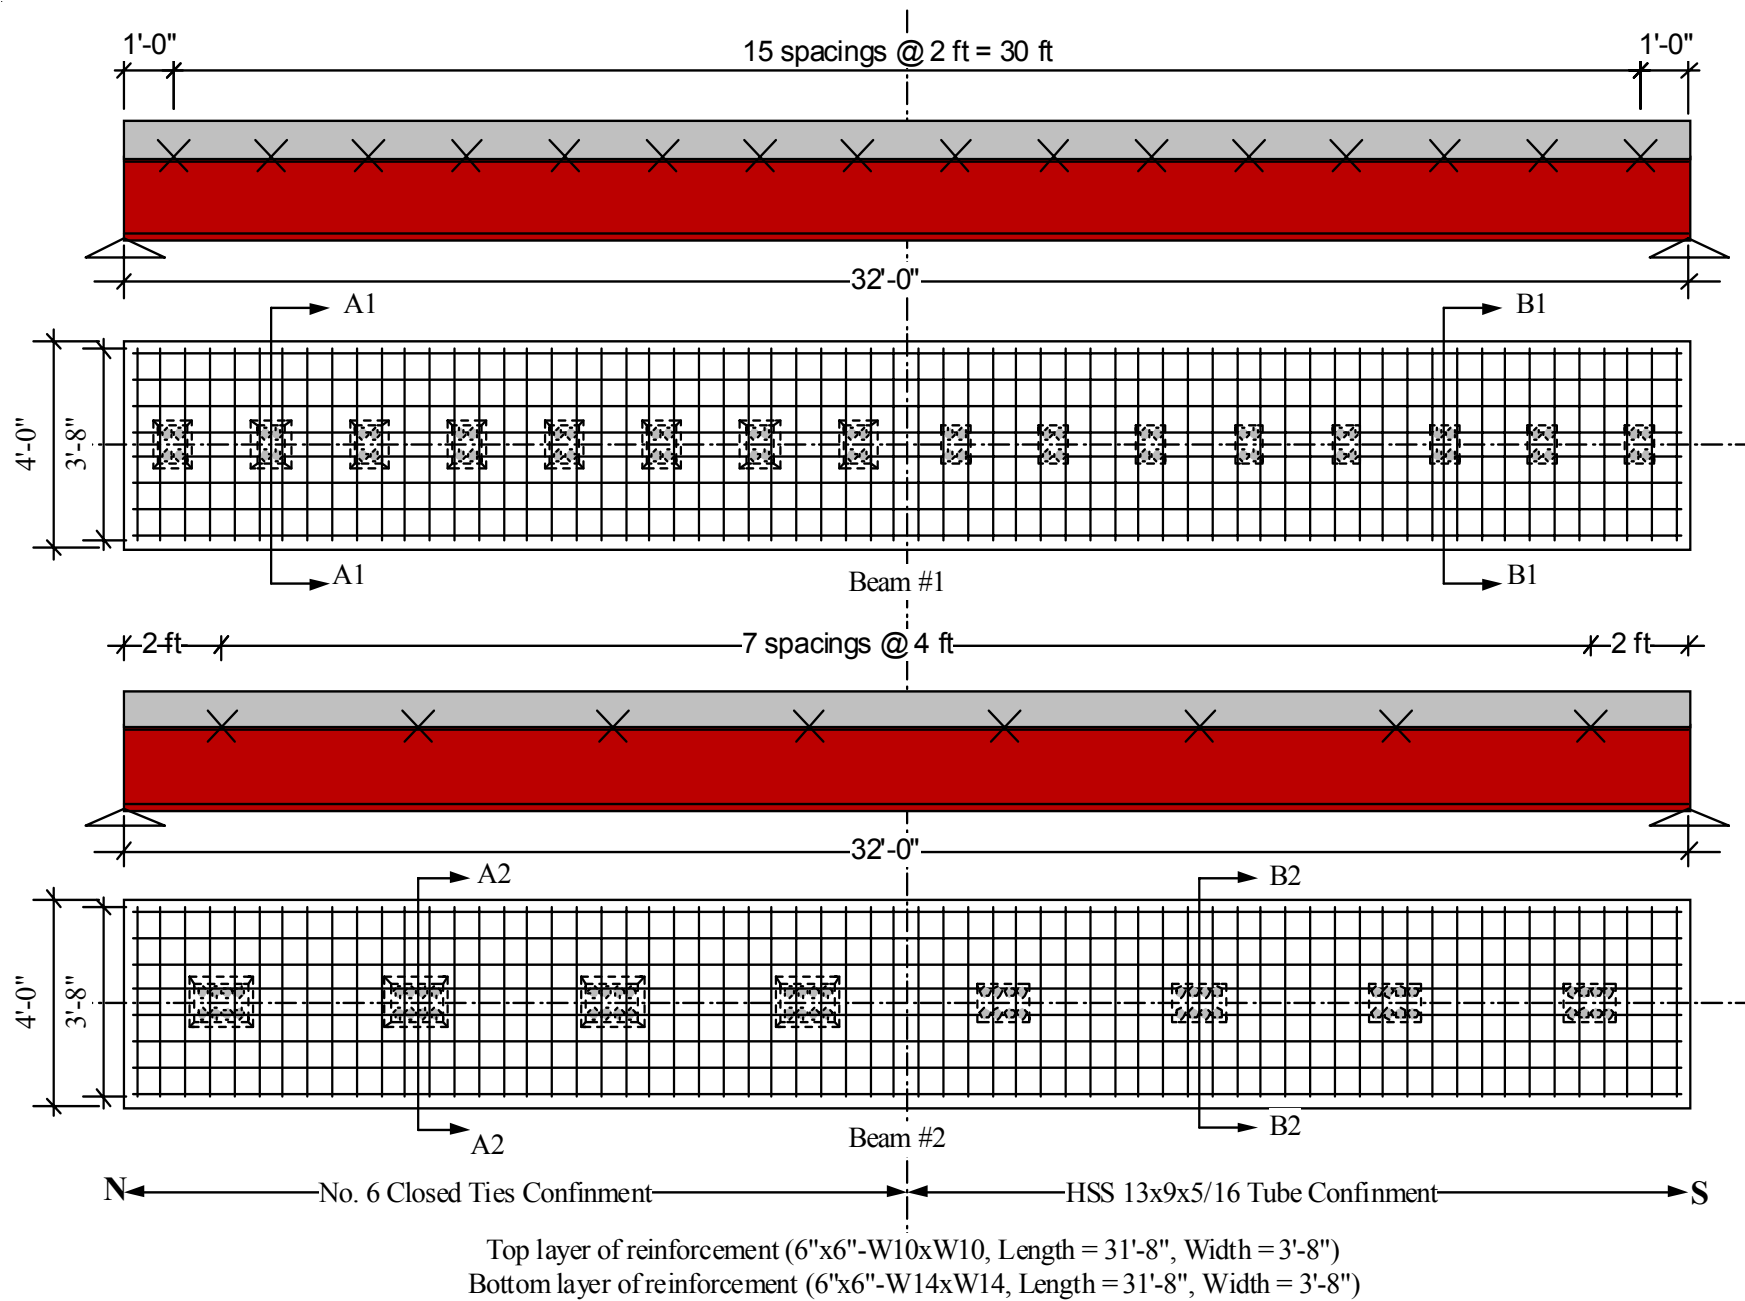 1'-0"
15 spacings @ 2 ft = 30 ft
1'-0"
32'-0"
A1
B1
4'-0"
3'-8"
A1
B1
Beam #1
2 ft
7 spacings @ 4 ft
2 ft
32'-0"
A2
B2
4'-0"
3'-8"
A2
B2
Beam #2
N
No. 6 Closed Ties Confinment
HSS 13x9x5/16 Tube Confinment
S
Top layer of reinforcement (6"x6"-W10xW10, Length = 31'-8", Width = 3'-8")
Bottom layer of reinforcement (6"x6"-W14xW14, Length = 31'-8", Width = 3'-8")